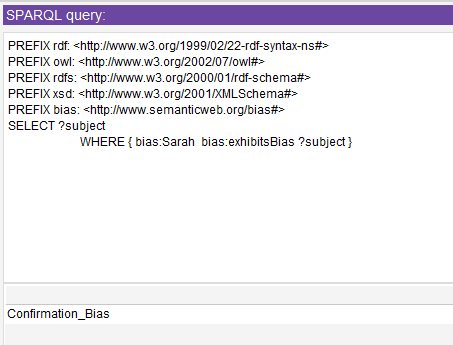 SPARQL query:
PREFIX rdf: <http://www.w3.org/1999/02/22-rdf-syntax-ns#>
PREFIX owl: <http://www.w3.org/2002/07/owl#>
PREFIX rdfs: <http://www.w3.org/2000/01/rdf-schema#>
PREFIX xsd: <http://www.w3.org/2001/XMLSchema#>
PREFIX bias: <http://www.semanticweb.org/bias#>
SELECT ?subject
WHERE { bias:Sarah  bias:exhibitsBias ?subject }
Confirmation_Bias